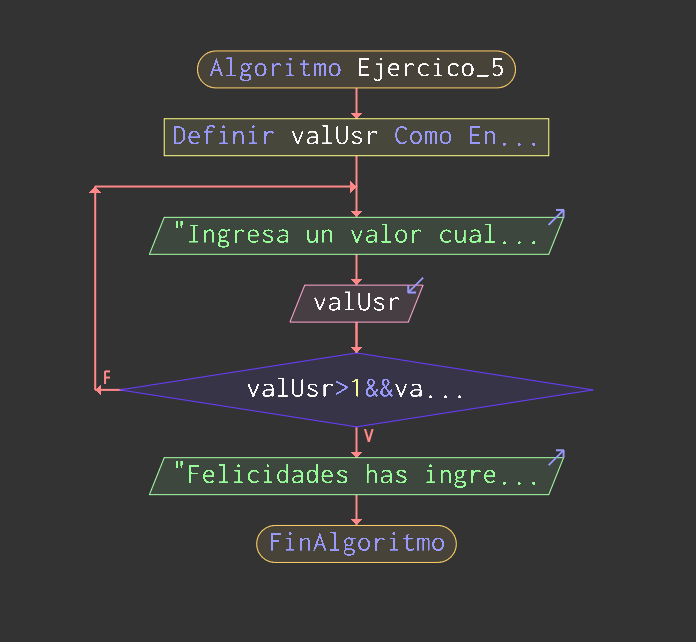 Algoritmo Ejercico_5
Definir valUsr Como En...
"Ingresa un valor cual...
valUsr
F
valUsr>1&&va...
V
"Felicidades has ingre...
FinAlgoritmo